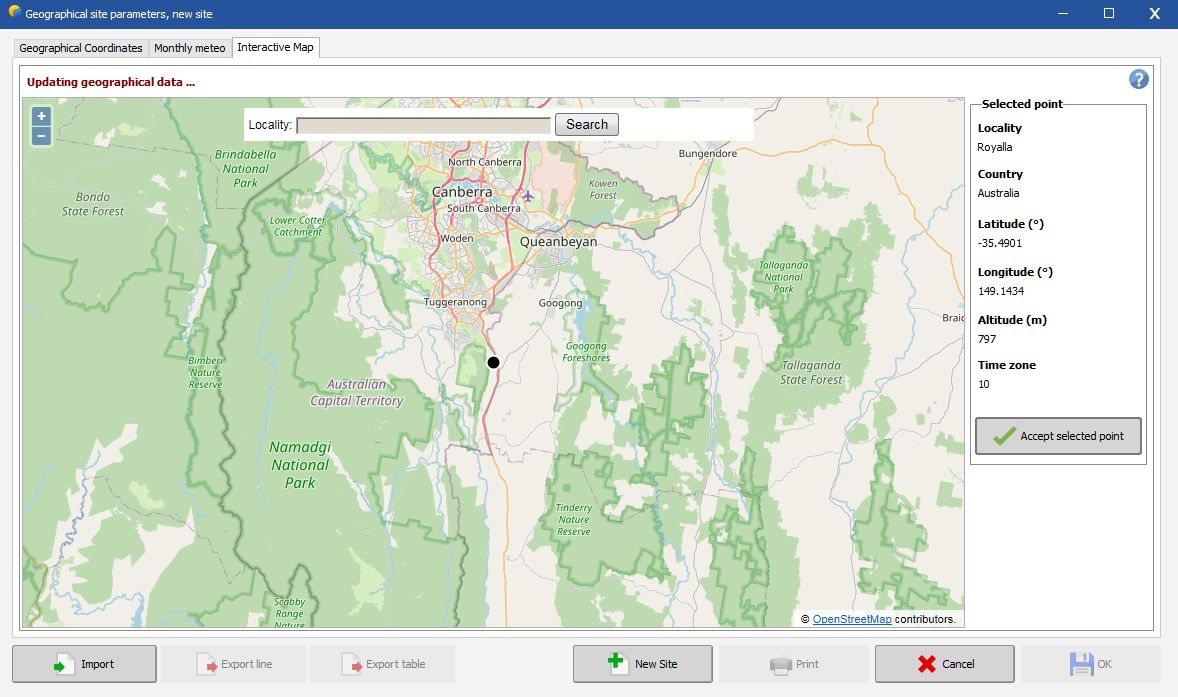 Geographical site parameters, new site
Geographical Coordinates Monthly meteo Interactive Map
Updating geographical data ...
?
+
−
Locality: Search
Brindabella
National
Park
Bondo
State Forest
Lower Cotter
Catchment
North Canberra
Canberra
South Canberra
Woden
Queanbeyan
Kowen
Forest
Bungendore
Tuggeranong
Googong
Googong
Foreshores
Tallaganda
National
Park
Braid
Tallaganda
State Forest
Bimberi
Nature
Reserve
Australian
Capital Territory
Namadgi
National
Park
Tinderry
Nature
Reserve
Scabby
Range
Nature
© OpenStreetMap contributors.
Selected point
Locality
Royalla
Country
Australia
Latitude (°)
-35.4901
Longitude (°)
149.1434
Altitude (m)
797
Time zone
10
Accept selected point
Import Export line Export table New Site Print Cancel OK